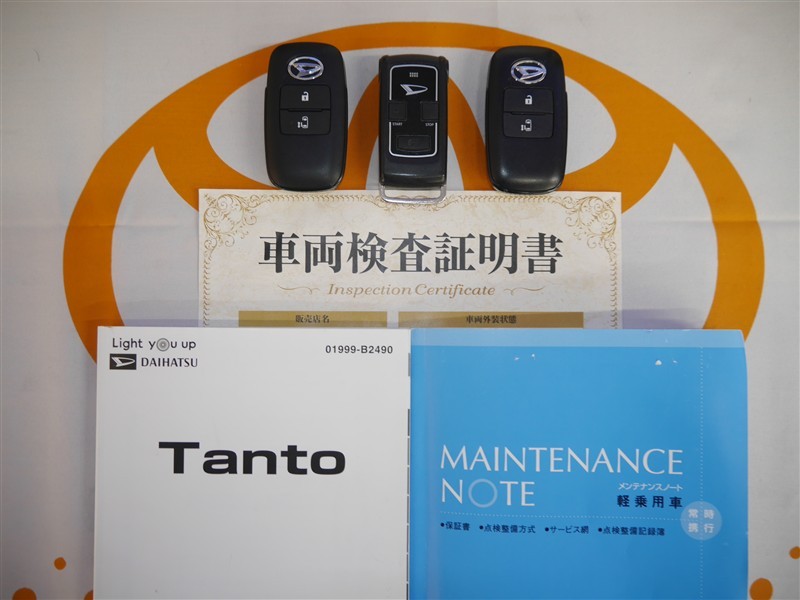 START STOP
車両検査証明書
Inspection Certificate
販売店名 車両外装状態
Light you up
DAIHATSU
01999-B2490
Tanto
MAINTENANCE
NOTE
メンテナンスノート
軽乗用車
•保証書 •点検整備方式 •サービス網 •点検整備記録簿
常時
携行